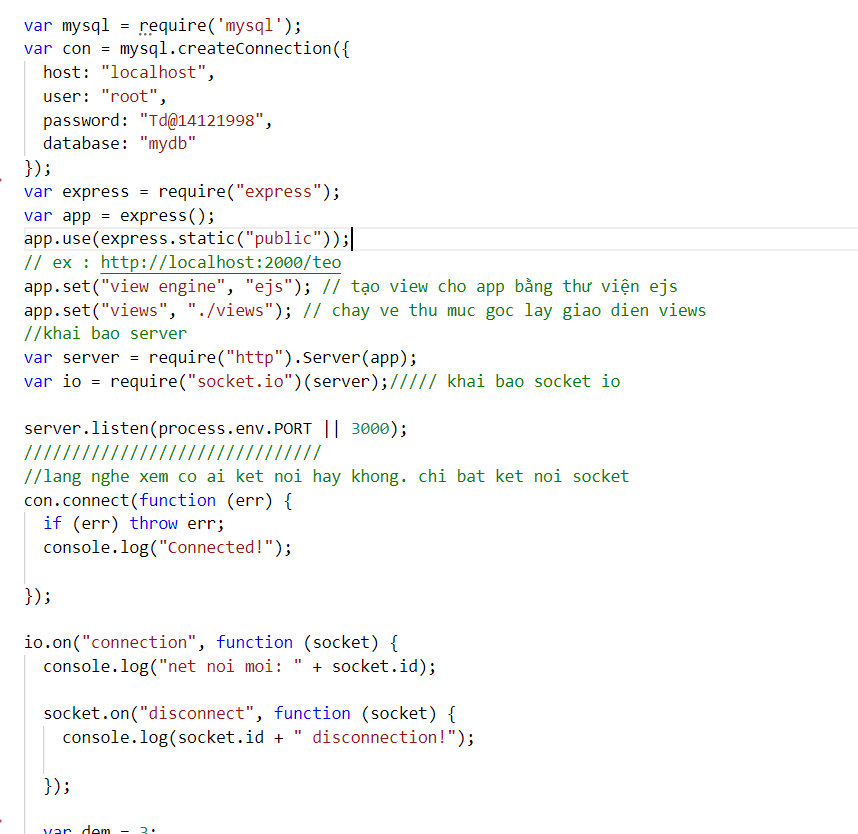 var mysql = require('mysql');
var con = mysql.createConnection({
  host: "localhost",
  user: "root",
  password: "Td@14121998",
  database: "mydb"
});
var express = require("express");
var app = express();
app.use(express.static("public"));
// ex : http://localhost:2000/teo
app.set("view engine", "ejs"); // tạo view cho app bằng thư viện ejs
app.set("views", "./views"); // chay ve thu muc goc lay giao dien views
//khai bao server
var server = require("http").Server(app);
var io = require("socket.io")(server);///// khai bao socket io
server.listen(process.env.PORT || 3000);
///////////////////////////////
//lang nghe xem co ai ket noi hay khong. chi bat ket noi socket
con.connect(function (err) {
  if (err) throw err;
  console.log("Connected!");
});
io.on("connection", function (socket) {
  console.log("net noi moi: " + socket.id);
  socket.on("disconnect", function (socket) {
    console.log(socket.id + " disconnection!");
  });
  var dem = 3;